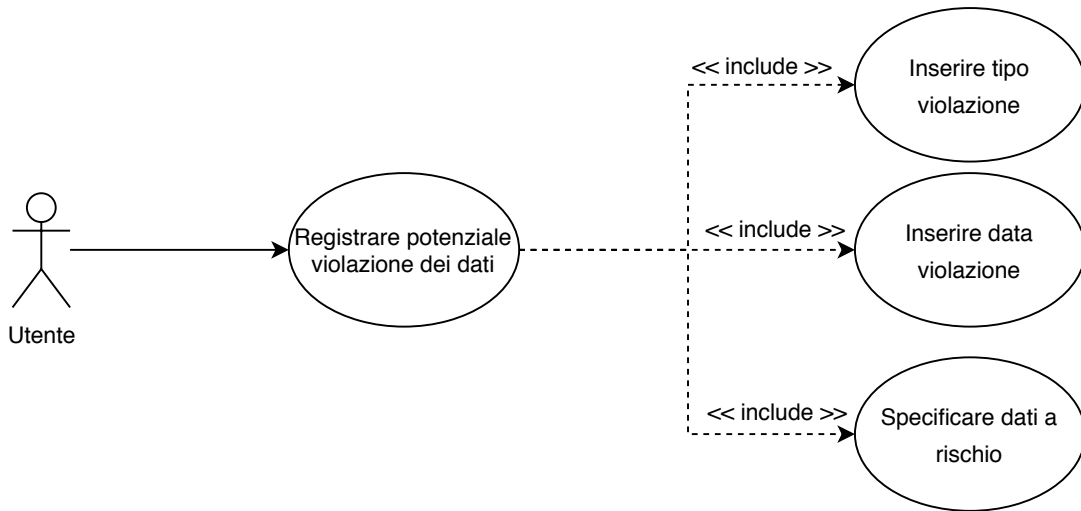 << include >>
Inserire tipo
violazione
Registrare potenziale
violazione dei dati
<< include >>
Inserire data
violazione
Utente
<< include >>
Specificare dati a
rischio